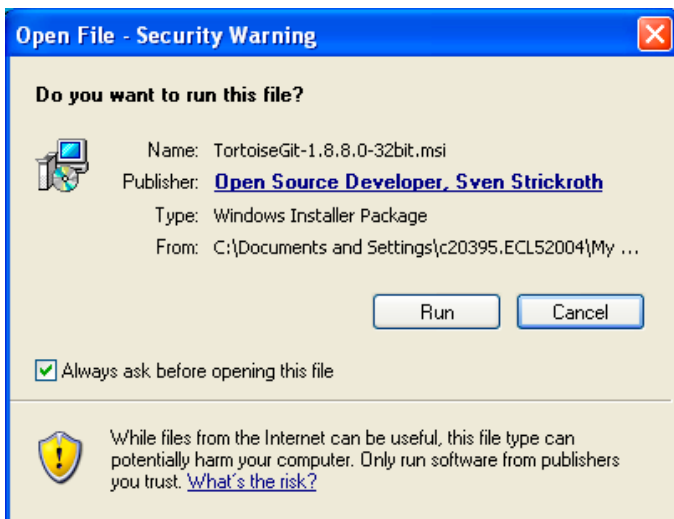 Open File - Security Warning
Do you want to run this file?
Name: TortoiseGit-1.8.8.0-32bit.msi
Publisher: Open Source Developer, Sven Strickroth
Type: Windows Installer Package
From: C:\Documents and Settings\c20395.ECL52004\My ...
Run Cancel
Always ask before opening this file
While files from the Internet can be useful, this file type can
potentially harm your computer. Only run software from publishers
you trust. What´s the risk?